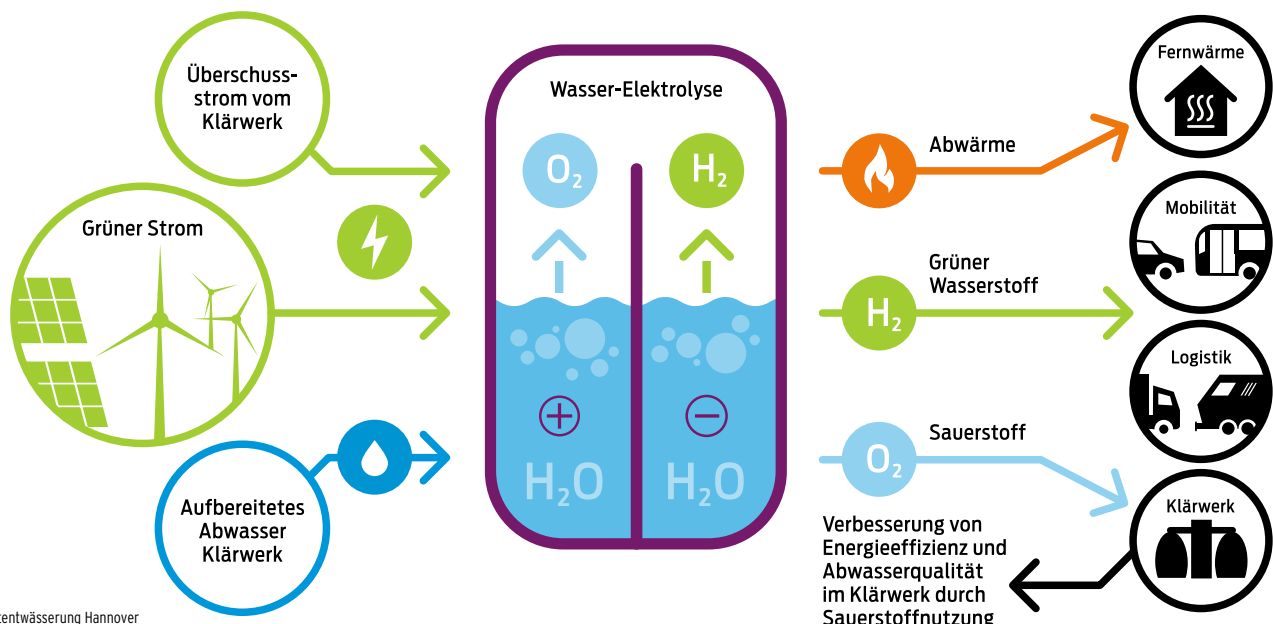 Überschuss-
strom vom
Klärwerk
Grüner Strom
Aufbereitetes
Abwasser
Klärwerk
Wasser-Elektrolyse
O₂
H₂
+
−
H₂O
H₂O
Abwärme
Grüner
Wasserstoff
H₂
Sauerstoff
O₂
Verbesserung von
Energieeffizienz und
Abwasserqualität
im Klärwerk durch
Sauerstoffnutzung
Fernwärme
Mobilität
Logistik
Klärwerk
tentwässerung Hannover